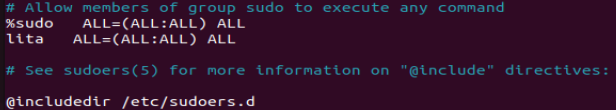 # Allow members of group sudo to execute any command
%sudo   ALL=(ALL:ALL) ALL
lita   ALL=(ALL:ALL) ALL
# See sudoers(5) for more information on "@include" directives:
@includedir /etc/sudoers.d